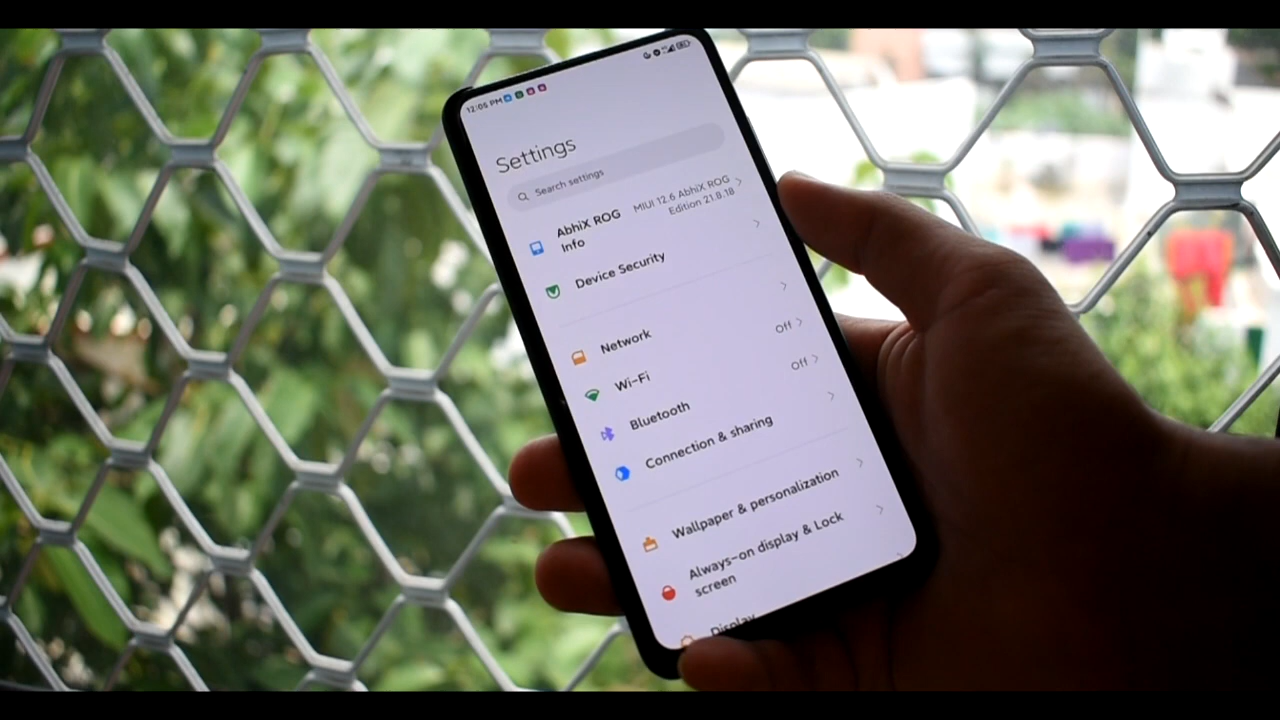 12:05 PM
Settings
Search settings
AbhiX ROG
Info
MIUI 12.6 AbhiX ROG
Edition 21.8.18
Device Security
Network
Wi-Fi
Off
Bluetooth
Off
Connection & sharing
Wallpaper & personalization
Always-on display & Lock
screen
Display